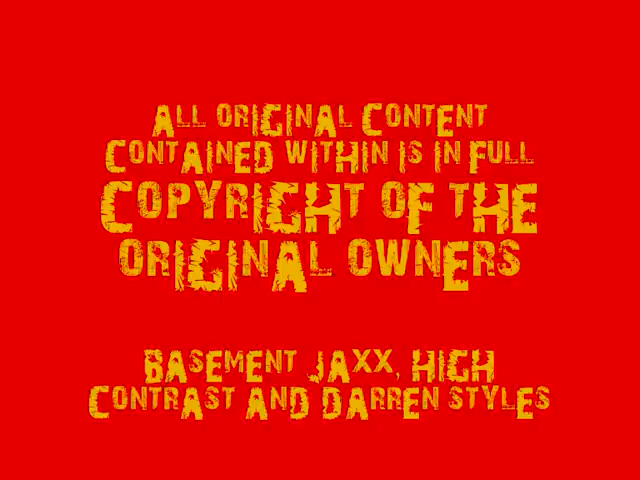 All original Content
Contained within is in Full
Copyright of the
original owners
Basement Jaxx, High
Contrast and Darren Styles